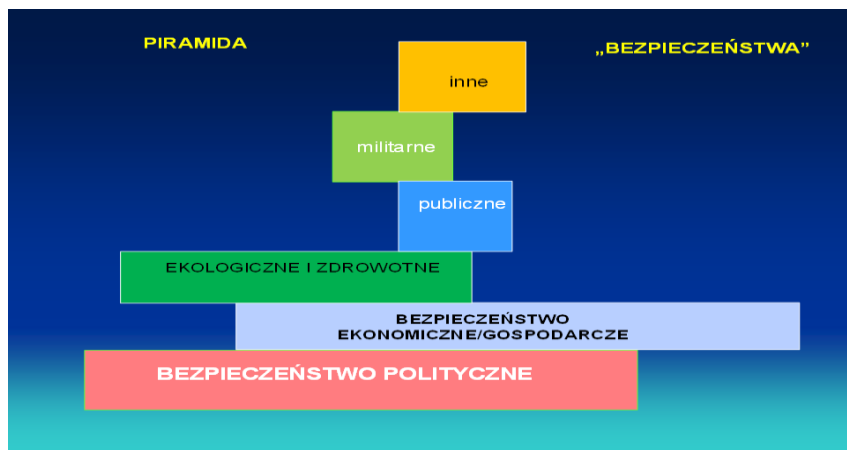 PIRAMIDA
„BEZPIECZEŃSTWA”
inne
militarne
publiczne
EKOLOGICZNE I ZDROWOTNE
BEZPIECZEŃSTWO
EKONOMICZNE/GOSPODARCZE
BEZPIECZEŃSTWO POLITYCZNE